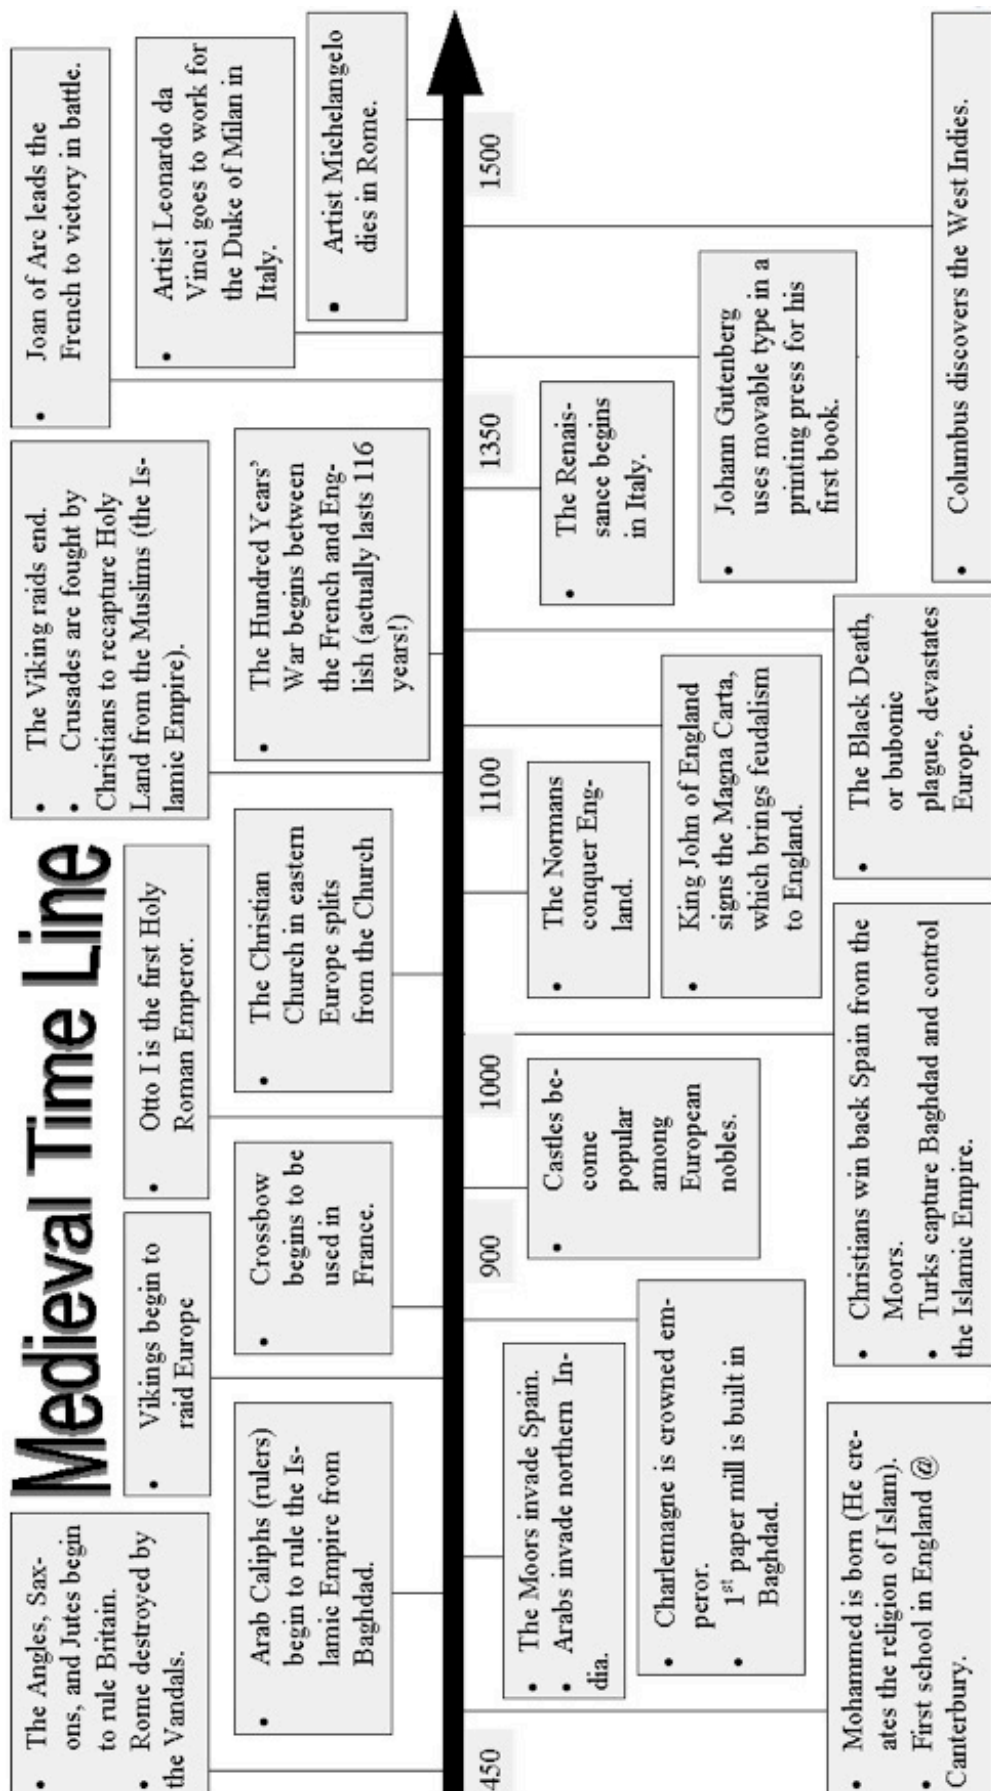 Medieval Time Line
• The Angles, Sax-
ons, and Jutes begin
to rule Britain.
• Rome destroyed by
the Vandals.
• Vikings begin to
raid Europe
• Otto I is the first Holy
Roman Emperor.
• The Viking raids end.
• Crusades are fought by
Christians to recapture Holy
Land from the Muslims (the Is-
lamic Empire).
• Joan of Arc leads the
French to victory in battle.
• Arab Caliphs (rulers)
begin to rule the Is-
lamic Empire from
Baghdad.
• Crossbow
begins to be
used in
France.
• The Christian
Church in eastern
Europe splits
from the Church
• The Hundred Years'
War begins between
the French and Eng-
lish (actually lasts 116
years!)
• Artist Leonardo da
Vinci goes to work for
the Duke of Milan in
Italy.
• Artist Michelangelo
dies in Rome.
450
900
1000
1100
1350
1500
• The Moors invade Spain.
• Arabs invade northern In-
dia.
• Castles be-
come
popular
among
European
nobles.
• The Normans
conquer Eng-
land.
• The Renais-
sance begins
in Italy.
• Charlemagne is crowned em-
peror.
• 1st paper mill is built in
Baghdad.
• King John of England
signs the Magna Carta,
which brings feudalism
to England.
• Johann Gutenberg
uses movable type in a
printing press for his
first book.
• Mohammed is born (He cre-
ates the religion of Islam).
• First school in England @
Canterbury.
• Christians win back Spain from the
Moors.
• Turks capture Baghdad and control
the Islamic Empire.
• The Black Death,
or bubonic
plague, devastates
Europe.
• Columbus discovers the West Indies.